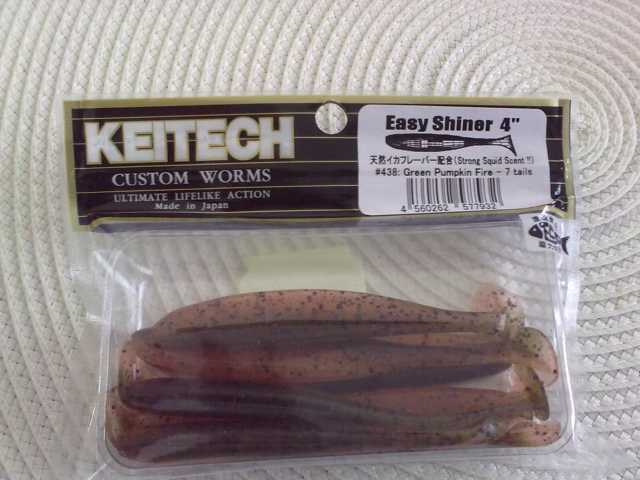 KEITECH
CUSTOM WORMS
ULTIMATE LIFELIKE ACTION
Made in Japan
Easy Shiner 4"
天然イカフレーバー配合(Strong Squid Scent !!)
#438: Green Pumpkin Fire - 7 tails
4 560262 577932